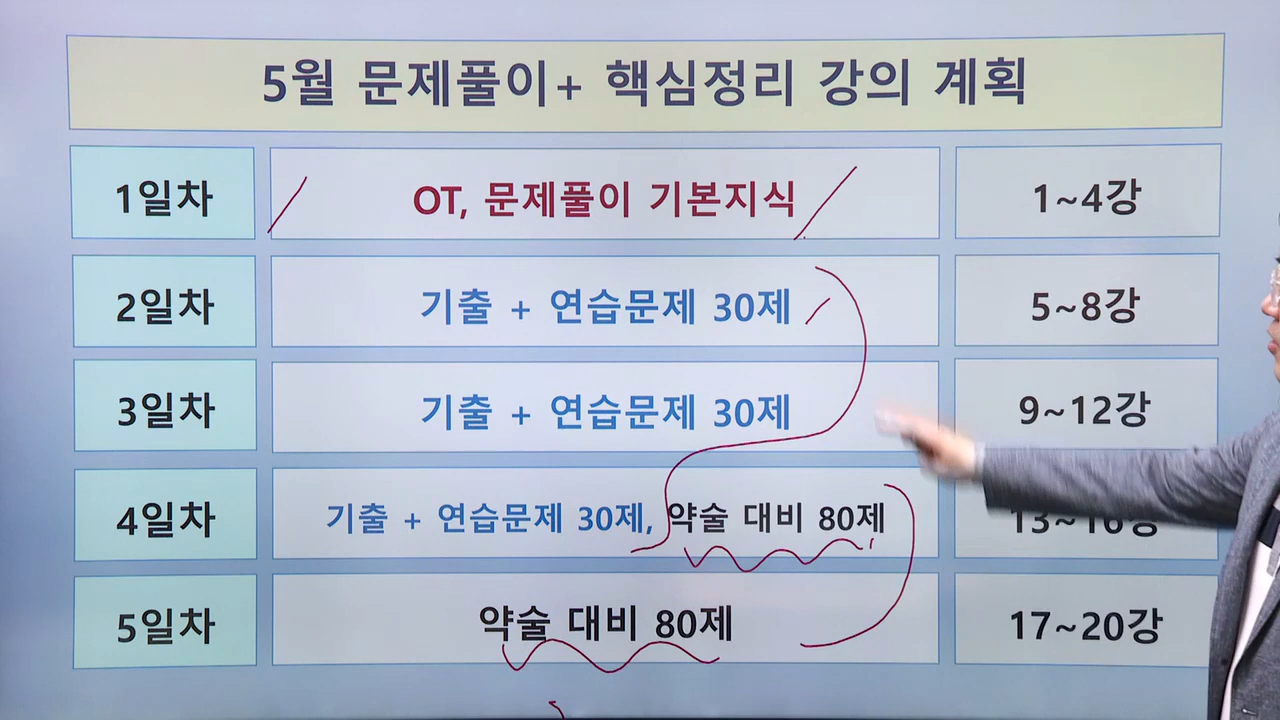 5월 문제풀이+ 핵심정리 강의 계획
1일차 OT, 문제풀이 기본지식 1~4강
2일차 기출 + 연습문제 30제 5~8강
3일차 기출 + 연습문제 30제 9~12강
4일차 기출 + 연습문제 30제, 약술 대비 80제 13~16강
5일차 약술 대비 80제 17~20강